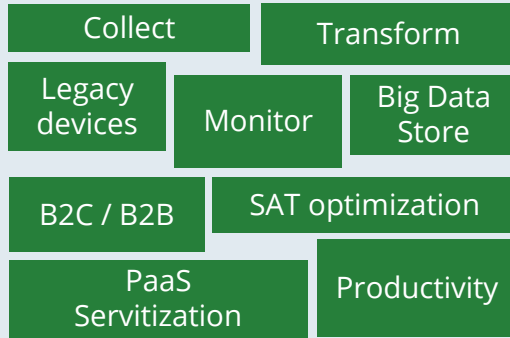 Collect
Transform
Legacy
devices
Monitor
Big Data
Store
B2C / B2B
SAT optimization
PaaS
Servitization
Productivity